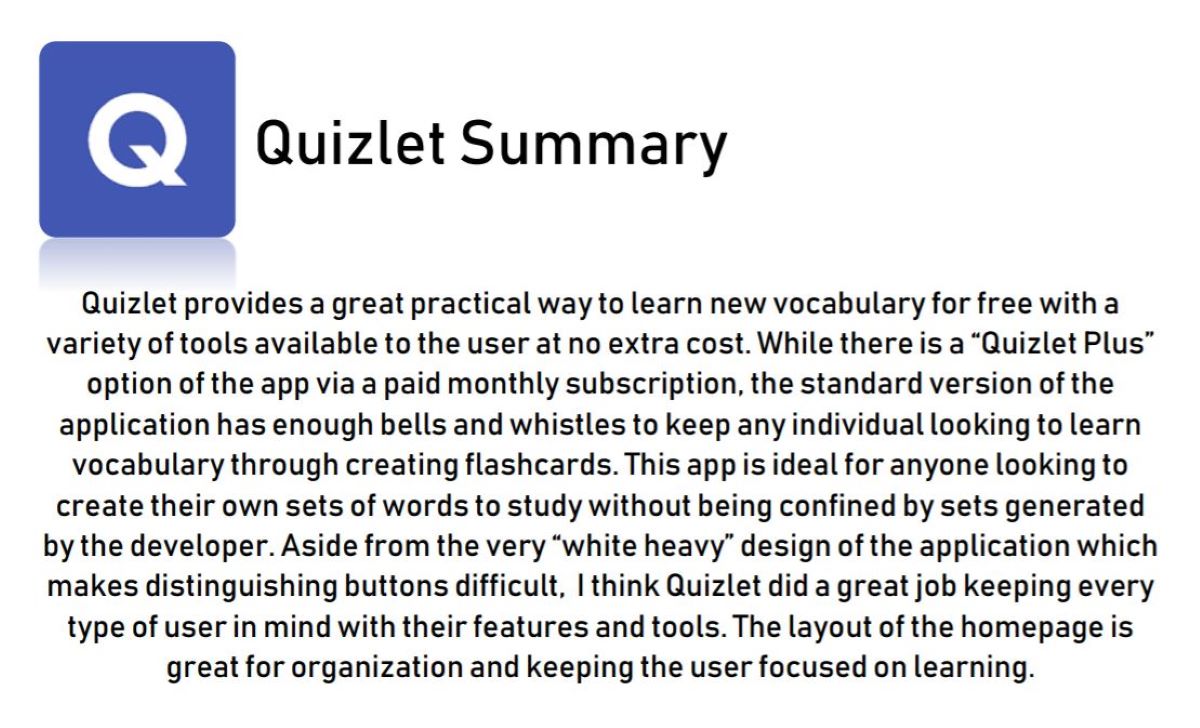 Q
Quizlet Summary
Quizlet provides a great practical way to learn new vocabulary for free with a
variety of tools available to the user at no extra cost. While there is a “Quizlet Plus”
option of the app via a paid monthly subscription, the standard version of the
application has enough bells and whistles to keep any individual looking to learn
vocabulary through creating flashcards. This app is ideal for anyone looking to
create their own sets of words to study without being confined by sets generated
by the developer. Aside from the very “white heavy” design of the application which
makes distinguishing buttons difficult,  I think Quizlet did a great job keeping every
type of user in mind with their features and tools. The layout of the homepage is
great for organization and keeping the user focused on learning.